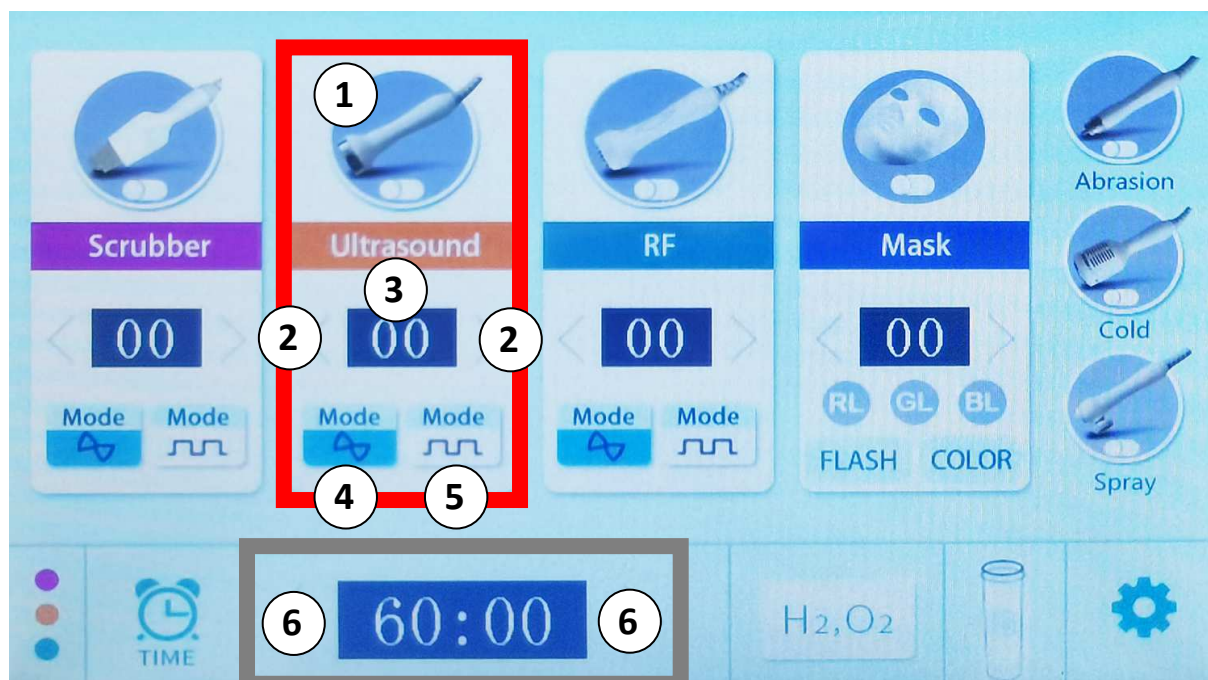 1
Abrasion
Scrubber
Ultrasound
RF
Mask
3
Cold
2
00
00
2
00
00
Mode Mode
Mode Mode
Mode Mode
RL GL BL
FLASH COLOR
4
5
Spray
TIME
6
60:00
6
H2,O2